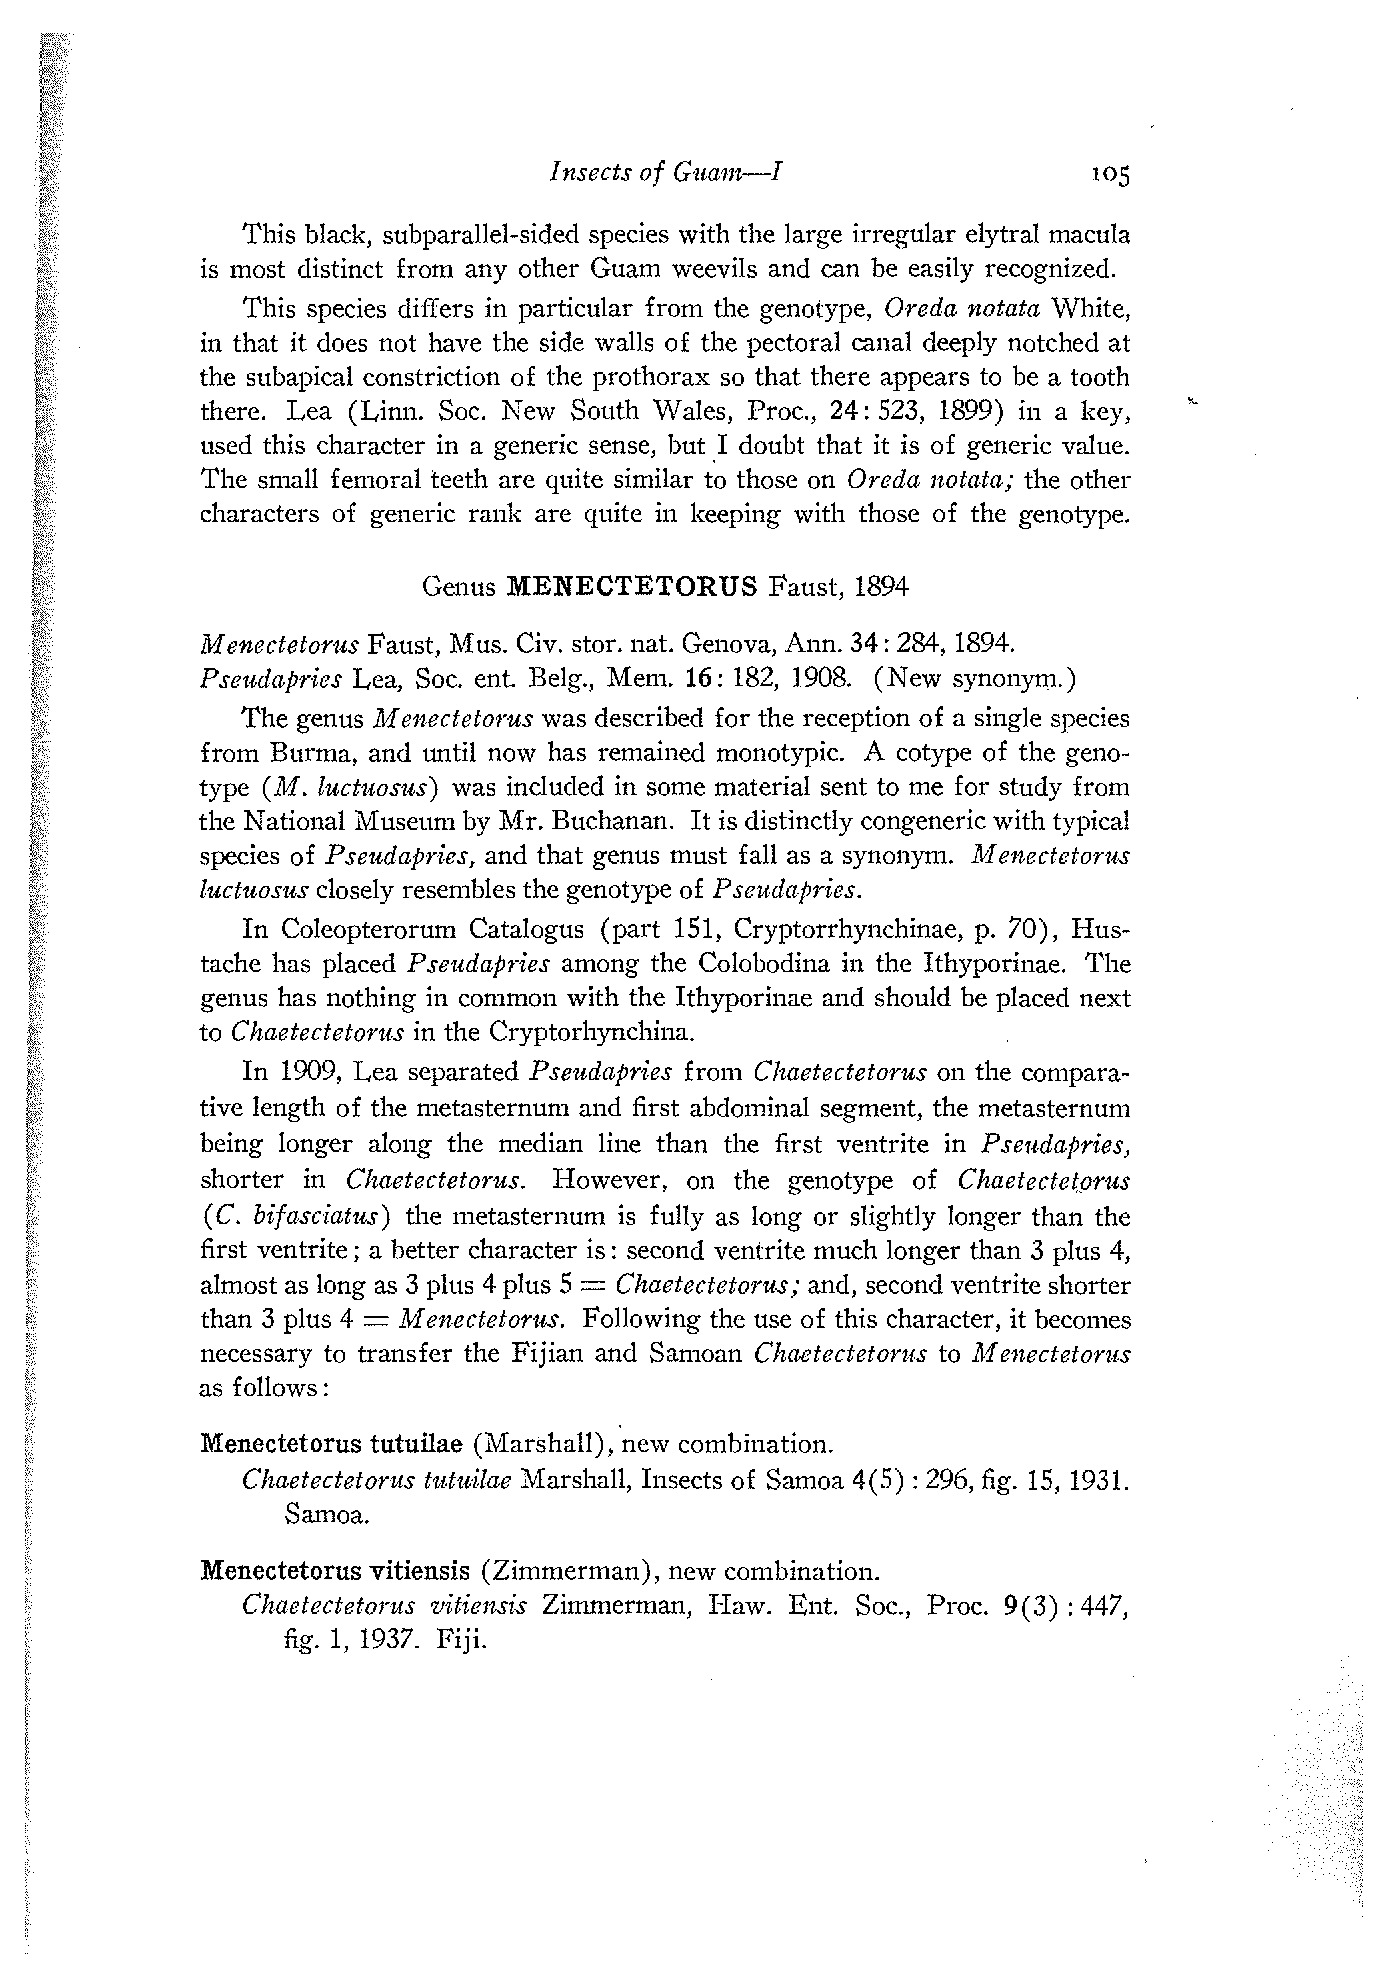 Insects of Guam—I 105
This black, subparallel-sided species with the large irregular elytral macula
is most distinct from any other Guam weevils and can be easily recognized.
This species differs in particular from the genotype, Oreda notata White,
in that it does not have the side walls of the pectoral canal deeply notched at
the subapical constriction of the prothorax so that there appears to be a tooth
there. Lea (Linn. Soc. New South Wales, Proc., 24: 523, 1899) in a key,
used this character in a generic sense, but I doubt that it is of generic value.
The small femoral teeth are quite similar to those on Oreda notata; the other
characters of generic rank are quite in keeping with those of the genotype.
Genus MENECTETORUS Faust, 1894
Menectetorus Faust, Mus. Civ. stor. nat. Genova, Ann. 34: 284, 1894.
Pseudapries Lea, Soc. ent. Belg., Mem. 16: 182, 1908. (New synonym.)
The genus Menectetorus was described for the reception of a single species
from Burma, and until now has remained monotypic. A cotype of the geno-
type (M. luctuosus) was included in some material sent to me for study from
the National Museum by Mr. Buchanan. It is distinctly congeneric with typical
species of Pseudapries, and that genus must fall as a synonym. Menectetorus
luctuosus closely resembles the genotype of Pseudapries.
In Coleopterorum Catalogus (part 151, Cryptorrhynchinae, p. 70), Hus-
tache has placed Pseudapries among the Colobodina in the Ithyporinae. The
genus has nothing in common with the Ithyporinae and should be placed next
to Chaetectetorus in the Cryptorhynchina.
In 1909, Lea separated Pseudapries from Chaetectetorus on the compara-
tive length of the metasternum and first abdominal segment, the metasternum
being longer along the median line than the first ventrite in Pseudapries,
shorter in Chaetectetorus. However, on the genotype of Chaetectetorus
(C. bifasciatus) the metasternum is fully as long or slightly longer than the
first ventrite; a better character is: second ventrite much longer than 3 plus 4,
almost as long as 3 plus 4 plus 5 = Chaetectetorus; and, second ventrite shorter
than 3 plus 4 = Menectetorus. Following the use of this character, it becomes
necessary to transfer the Fijian and Samoan Chaetectetorus to Menectetorus
as follows:
Menectetorus tutuilae (Marshall), new combination.
Chaetectetorus tutuilae Marshall, Insects of Samoa 4(5): 296, fig. 15, 1931.
Samoa.
Menectetorus vitiensis (Zimmerman), new combination.
Chaetectetorus vitiensis Zimmerman, Haw. Ent. Soc., Proc. 9(3): 447,
fig. 1, 1937. Fiji.